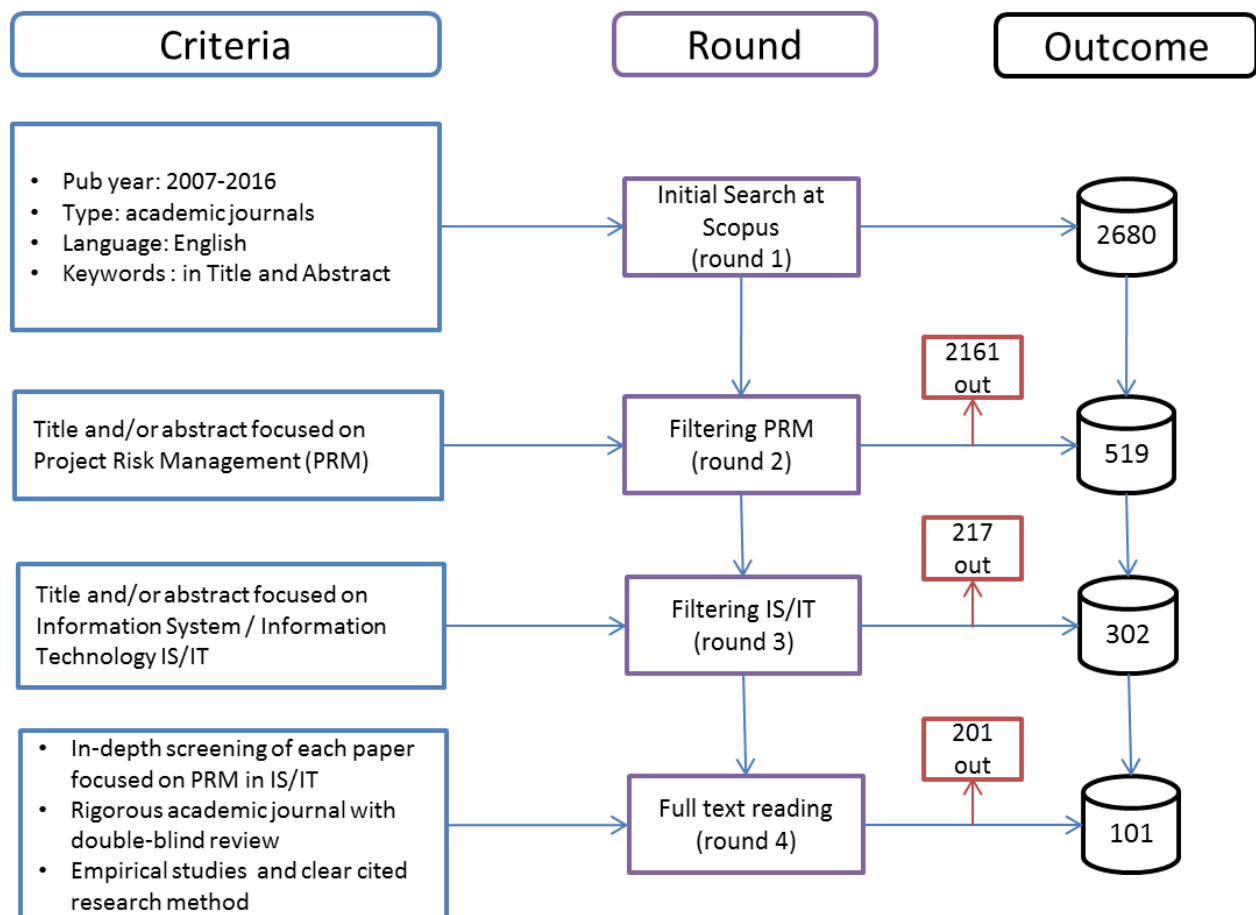 Criteria
Round
Outcome
• Pub year: 2007-2016
• Type: academic journals
• Language: English
• Keywords : in Title and Abstract
Initial Search at
Scopus
(round 1)
2680
2161
out
Title and/or abstract focused on
Project Risk Management (PRM)
Filtering PRM
(round 2)
519
217
out
Title and/or abstract focused on
Information System / Information
Technology IS/IT
Filtering IS/IT
(round 3)
302
201
out
• In-depth screening of each paper
focused on PRM in IS/IT
• Rigorous academic journal with
double-blind review
• Empirical studies and clear cited
research method
Full text reading
(round 4)
101